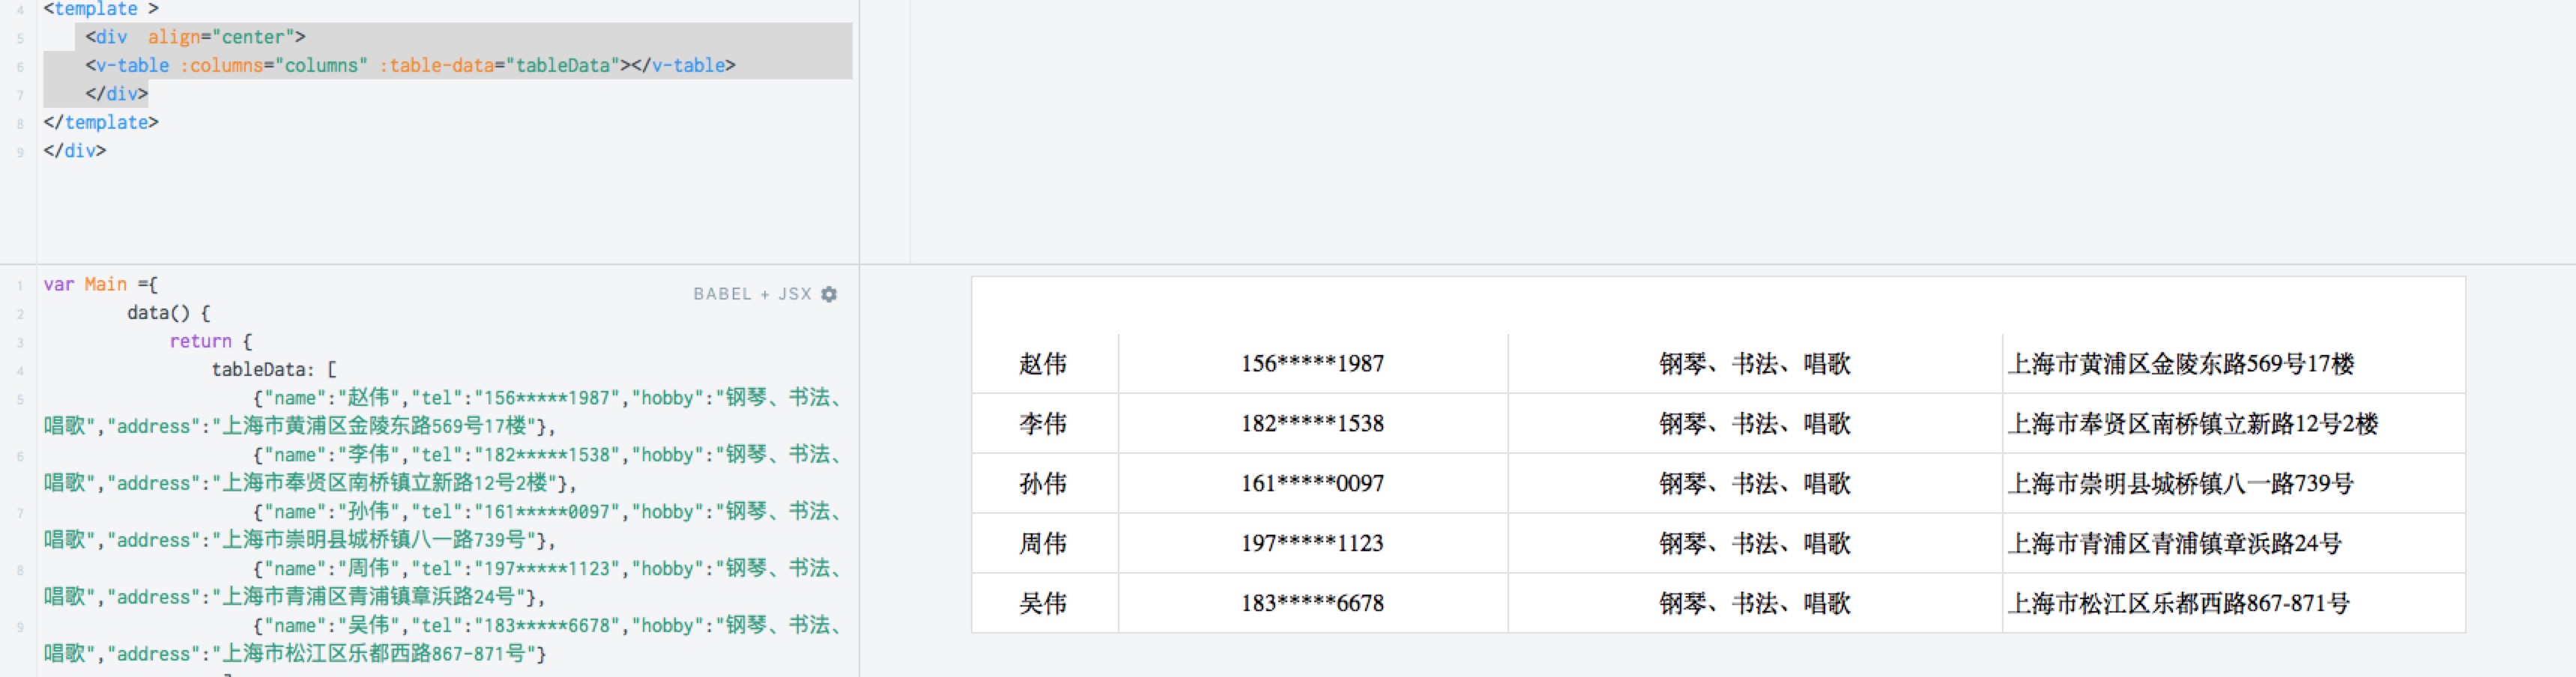 4 <template >
5 <div  align="center">
6 <v-table :columns="columns" :table-data="tableData"></v-table>
7 </div>
8 </template>
9 </div>
BABEL + JSX
1 var Main ={
2 data() {
3 return {
4 tableData: [
5 {"name":"赵伟","tel":"156*****1987","hobby":"钢琴、书法、
唱歌","address":"上海市黄浦区金陵东路569号17楼"},
6 {"name":"李伟","tel":"182*****1538","hobby":"钢琴、书法、
唱歌","address":"上海市奉贤区南桥镇立新路12号2楼"},
7 {"name":"孙伟","tel":"161*****0097","hobby":"钢琴、书法、
唱歌","address":"上海市崇明县城桥镇八一路739号"},
8 {"name":"周伟","tel":"197*****1123","hobby":"钢琴、书法、
唱歌","address":"上海市青浦区青浦镇章浜路24号"},
9 {"name":"吴伟","tel":"183*****6678","hobby":"钢琴、书法、
唱歌","address":"上海市松江区乐都西路867-871号"}
赵伟 156*****1987 钢琴、书法、唱歌 上海市黄浦区金陵东路569号17楼
李伟 182*****1538 钢琴、书法、唱歌 上海市奉贤区南桥镇立新路12号2楼
孙伟 161*****0097 钢琴、书法、唱歌 上海市崇明县城桥镇八一路739号
周伟 197*****1123 钢琴、书法、唱歌 上海市青浦区青浦镇章浜路24号
吴伟 183*****6678 钢琴、书法、唱歌 上海市松江区乐都西路867-871号